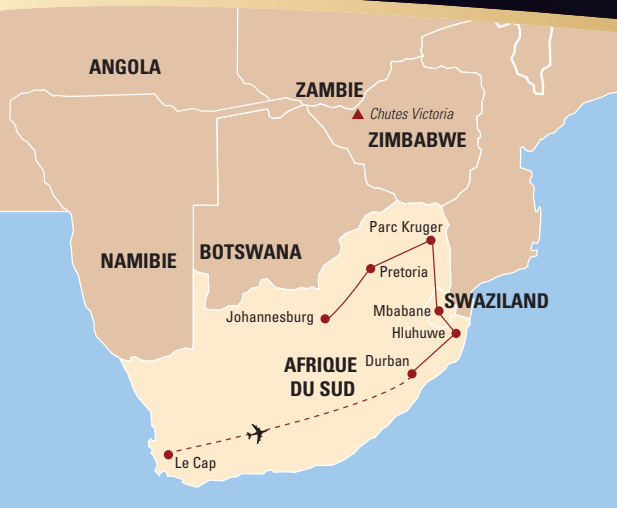 ANGOLA
ZAMBIE
Chutes Victoria
ZIMBABWE
Parc Kruger
NAMIBIE
BOTSWANA
Pretoria
SWAZILAND
Mbabane
Johannesburg
Hluhuwe
AFRIQUE
DU SUD
Durban
Le Cap